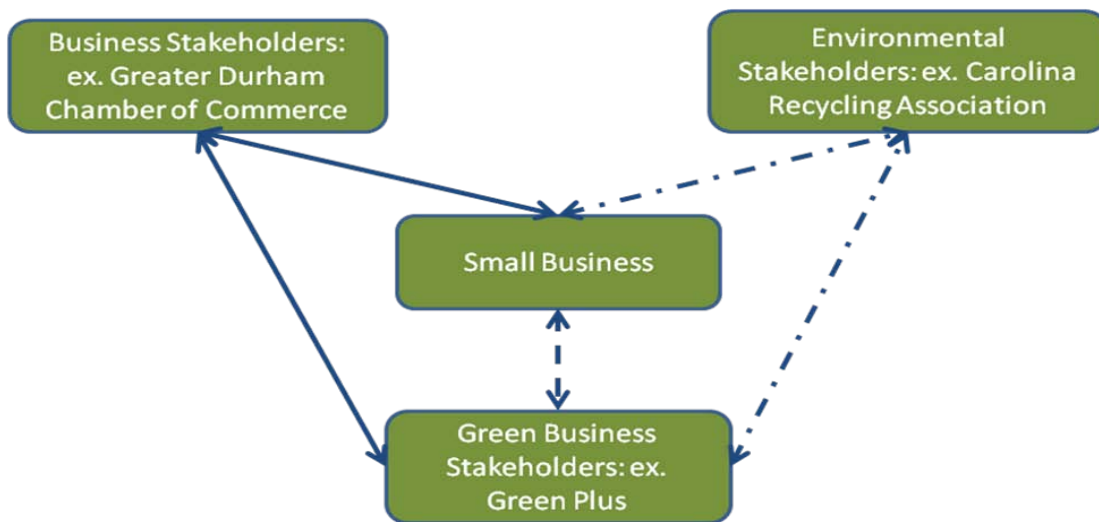 Business Stakeholders:
ex. Greater Durham
Chamber of Commerce
Environmental
Stakeholders: ex. Carolina
Recycling Association
Small Business
Green Business
Stakeholders: ex.
Green Plus